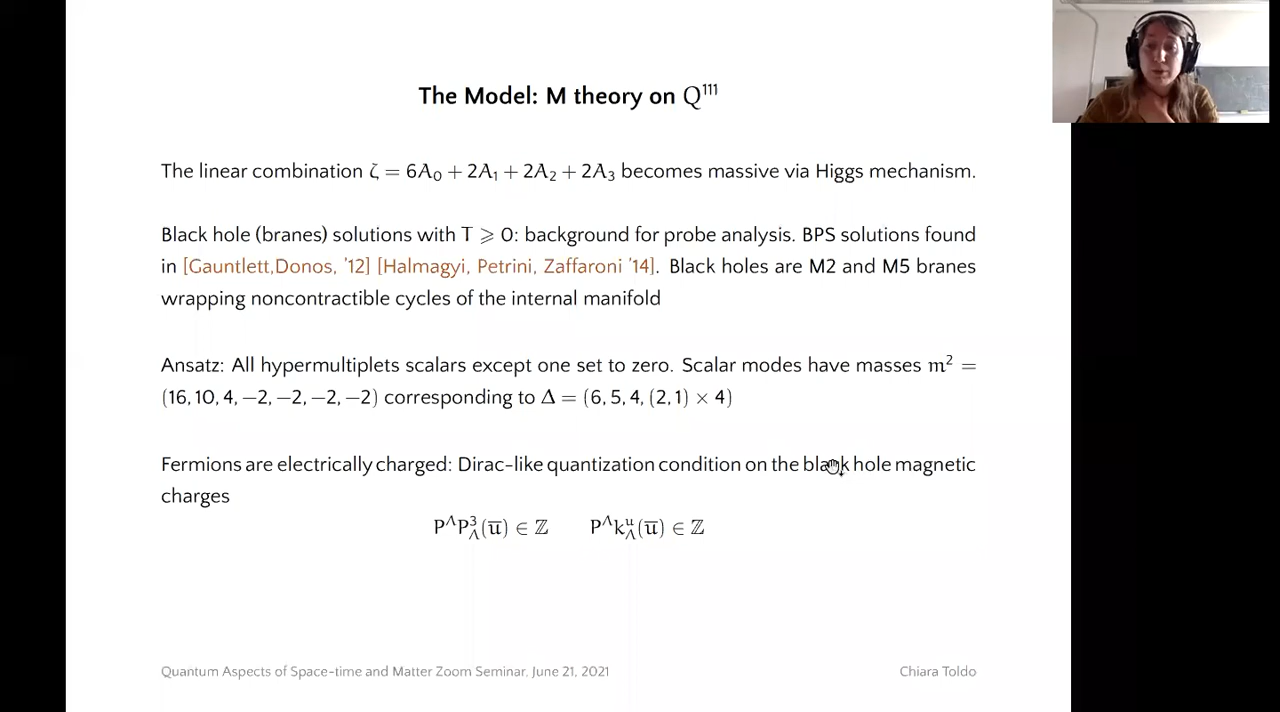 The Model: M theory on Q¹¹¹
The linear combination ζ = 6A₀ + 2A₁ + 2A₂ + 2A₃ becomes massive via Higgs mechanism.
Black hole (branes) solutions with T ⩾ 0: background for probe analysis. BPS solutions found
in [Gauntlett,Donos, '12] [Halmagyi, Petrini, Zaffaroni '14]. Black holes are M2 and M5 branes
wrapping noncontractible cycles of the internal manifold
Ansatz: All hypermultiplets scalars except one set to zero. Scalar modes have masses m² =
(16, 10, 4, −2, −2, −2, −2) corresponding to Δ = (6, 5, 4, (2, 1) × 4)
Fermions are electrically charged: Dirac-like quantization condition on the black hole magnetic
charges
P^Λ P³_Λ(u̅) ∈ ℤ P^Λ k^u_Λ(u̅) ∈ ℤ
Quantum Aspects of Space-time and Matter Zoom Seminar, June 21, 2021 Chiara Toldo